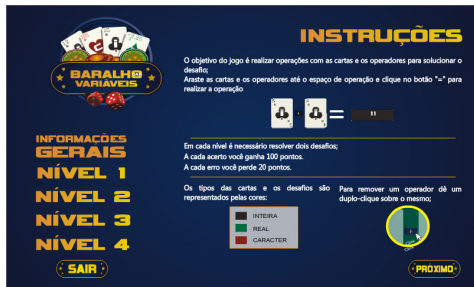 BARALHO
VARIÁVEIS
INFORMAÇÕES
GERAIS
NÍVEL 1
NÍVEL 2
NÍVEL 3
NÍVEL 4
SAIR
INSTRUÇÕES
O objetivo do jogo é realizar operações com as cartas e os operadores para solucionar o
desafio;
Araste as cartas e os operadores até o espaço de operação e clique no botão "=" para
realizar a operação
=
11
Em cada nível é necessário resolver dois desafios;
A cada acerto você ganha 100 pontos.
A cada erro você perde 20 pontos.
Os tipos das cartas e os desafios são
representados pelas cores:
INTEIRA
REAL
CARACTER
Para remover um operador dê um
duplo-clique sobre o mesmo;
PRÓXIMO